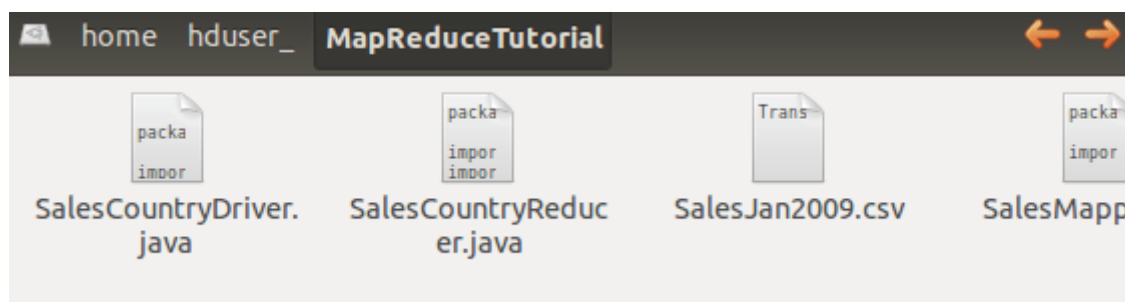 home hduser_ MapReduceTutorial
packa
impor
packa
impor
impor
Trans
packa
impor
SalesCountryDriver.
java
SalesCountryReduc
er.java
SalesJan2009.csv
SalesMapp